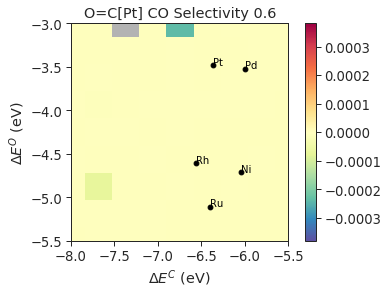 O=C[Pt] CO Selectivity 0.6
−3.0
−3.5
−4.0
−4.5
−5.0
−5.5
ΔE^O (eV)
Pt
Pd
Rh
Ni
Ru
−8.0 −7.5 −7.0 −6.5 −6.0 −5.5
ΔE^C (eV)
0.0003
0.0002
0.0001
0.0000
−0.0001
−0.0002
−0.0003